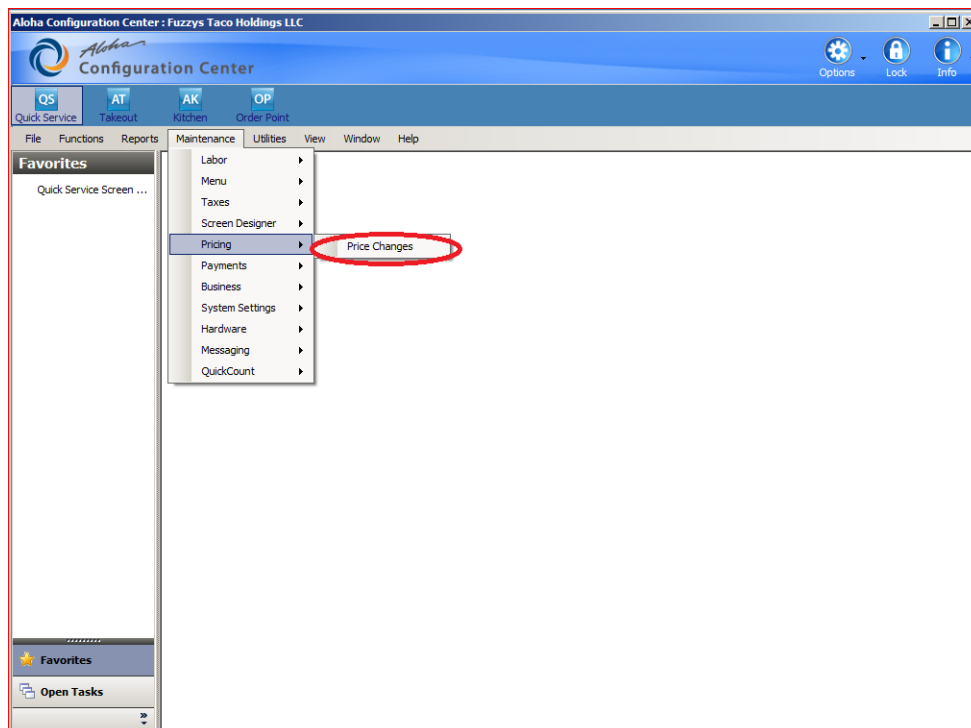 Aloha Configuration Center : Fuzzys Taco Holdings LLC
Aloha
Configuration Center
Options Lock Info
QS AT AK OP
Quick Service Takeout Kitchen Order Point
File Functions Reports Maintenance Utilities View Window Help
Favorites
Quick Service Screen ...
Labor
Menu
Taxes
Screen Designer
Pricing Price Changes
Payments
Business
System Settings
Hardware
Messaging
QuickCount
Favorites
Open Tasks